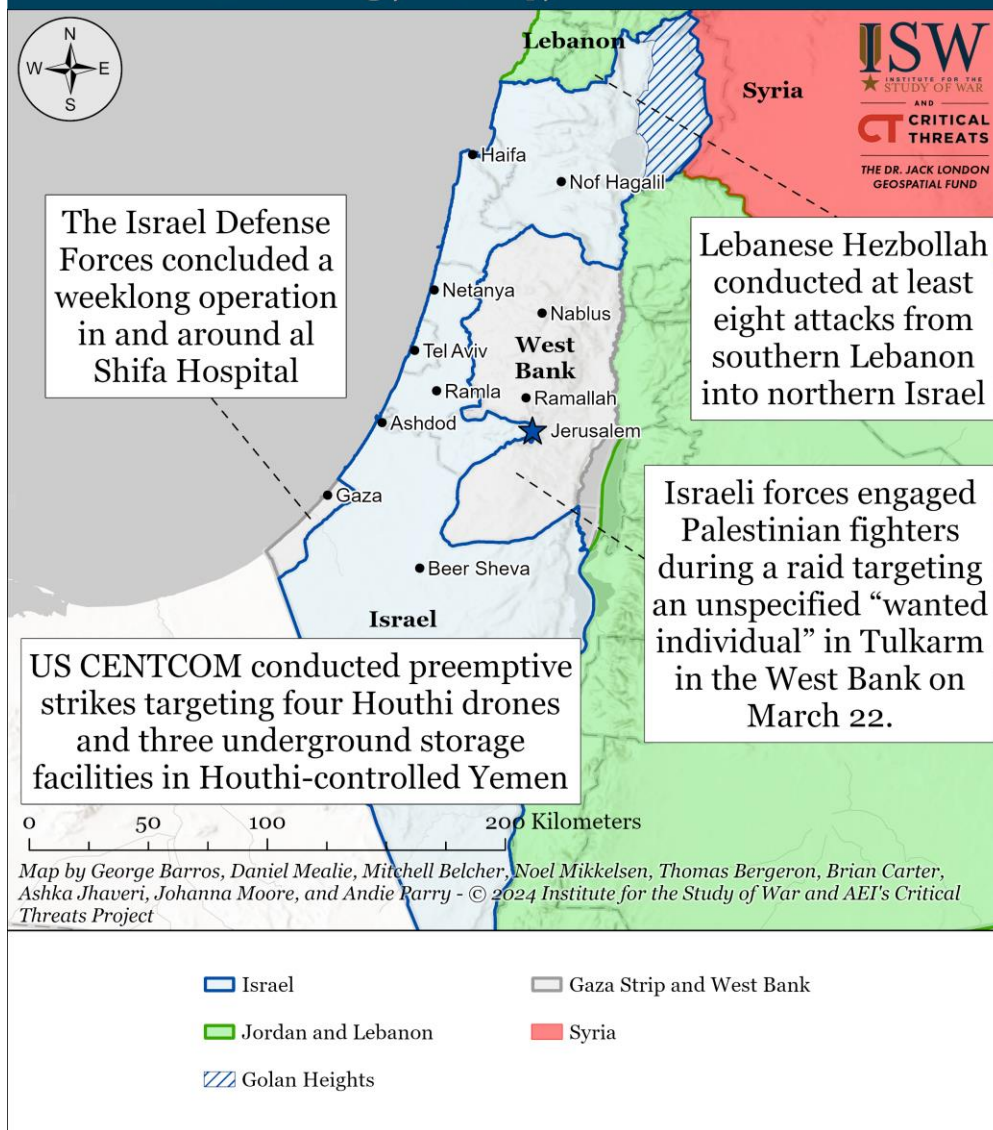 N
W
E
S
Lebanon
Syria
ISW
INSTITUTE FOR THE
STUDY OF WAR
AND
CT CRITICAL
THREATS
THE DR. JACK LONDON
GEOSPATIAL FUND
Haifa
Nof Hagalil
The Israel Defense
Forces concluded a
weeklong operation
in and around al
Shifa Hospital
Lebanese Hezbollah
conducted at least
eight attacks from
southern Lebanon
into northern Israel
Netanya
Nablus
Tel Aviv
West
Bank
Ramla
Ramallah
Ashdod
Jerusalem
Gaza
Israeli forces engaged
Palestinian fighters
during a raid targeting
an unspecified “wanted
individual” in Tulkarm
in the West Bank on
March 22.
Beer Sheva
Israel
US CENTCOM conducted preemptive
strikes targeting four Houthi drones
and three underground storage
facilities in Houthi-controlled Yemen
0 50 100 200 Kilometers
Map by George Barros, Daniel Mealie, Mitchell Belcher, Noel Mikkelsen, Thomas Bergeron, Brian Carter,
Ashka Jhaveri, Johanna Moore, and Andie Parry - © 2024 Institute for the Study of War and AEI's Critical
Threats Project
Israel
Gaza Strip and West Bank
Jordan and Lebanon
Syria
Golan Heights